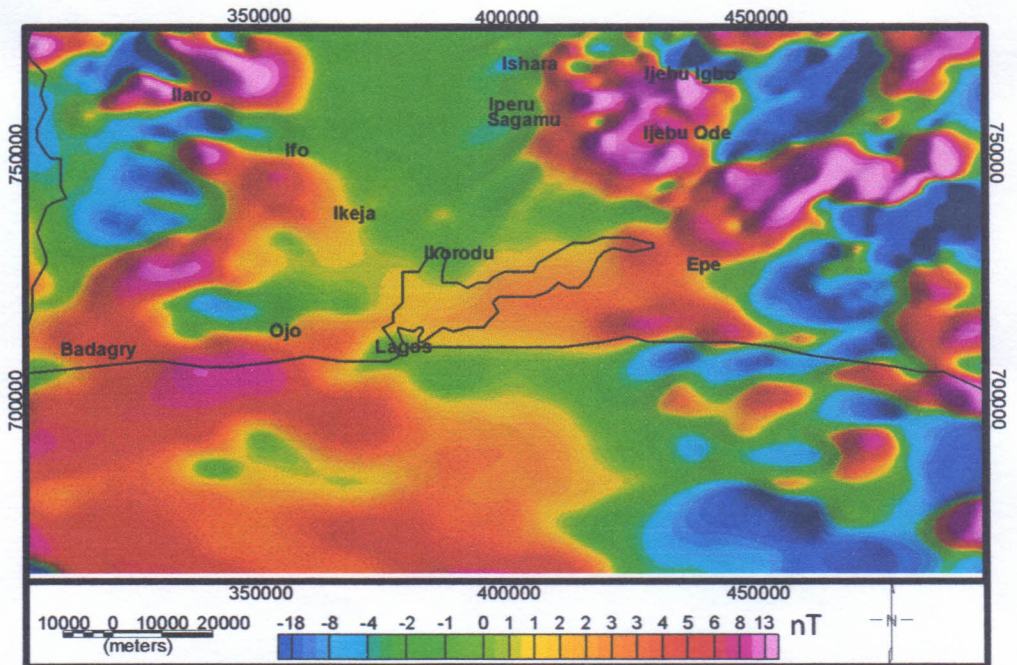 350000 400000 450000
Ishara
Ijebu Igbo
Ilaro
Iperu
Sagamu
Ijebu Ode
750000
750000
Ifo
Ikeja
Ikorodu
Epe
Ojo
Badagry
Lagos
700000
700000
350000 400000 450000
10000 0 10000 20000
(meters)
-18 -8 -4 -2 -1 0 1 1 2 2 3 3 4 5 6 8 13 nT
N